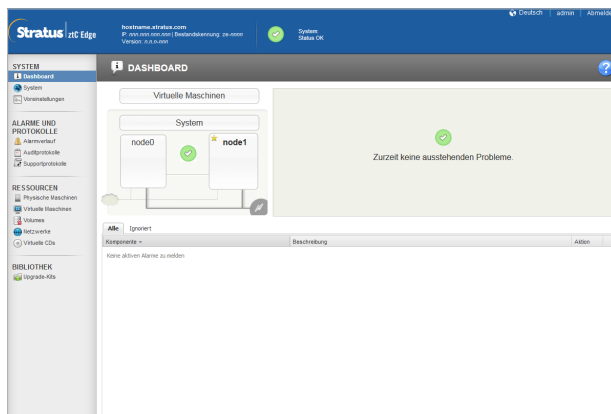 Deutsch | admin | Abmelde
Stratus ztC Edge
hostname.stratus.com
IP: nnn.nnn.nnn.nnn | Bestandskennung: ze-nnnn
Version: n.n.n-nnn
System:
Status OK
SYSTEM
Dashboard
System
Voreinstellungen
ALARME UND PROTOKOLLE
Alarmverlauf
Auditprotokolle
Supportprotokolle
RESSOURCEN
Physische Maschinen
Virtuelle Maschinen
Volumes
Netzwerke
Virtuelle CDs
BIBLIOTHEK
Upgrade-Kits
DASHBOARD
?
Virtuelle Maschinen
System
node0
node1
Zurzeit keine ausstehenden Probleme.
Alle Ignoriert
Komponente Beschreibung Aktion
Keine aktiven Alarme zu melden